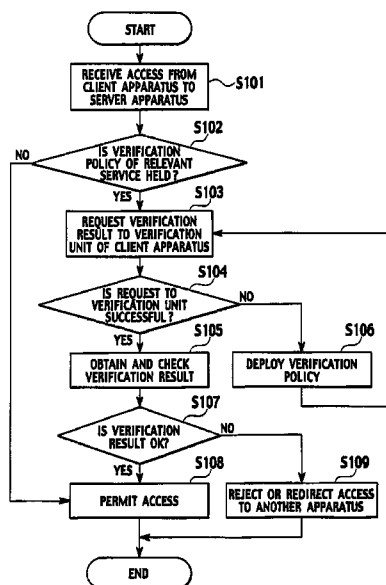 START
RECEIVE ACCESS FROM
CLIENT APPARATUS TO
SERVER APPARATUS
S101
S102
IS VERIFICATION
POLICY OF RELEVANT
SERVICE HELD?
NO
YES
S103
REQUEST VERIFICATION
RESULT TO VERIFICATION
UNIT OF CLIENT APPARATUS
S104
IS REQUEST TO
VERIFICATION UNIT
SUCCESSFUL?
NO
YES
S105
S106
OBTAIN AND CHECK
VERIFICATION RESULT
DEPLOY VERIFICATION
POLICY
S107
IS VERIFICATION
RESULT OK?
NO
YES
S108
S109
PERMIT ACCESS
REJECT OR REDIRECT ACCESS
TO ANOTHER APPARATUS
END